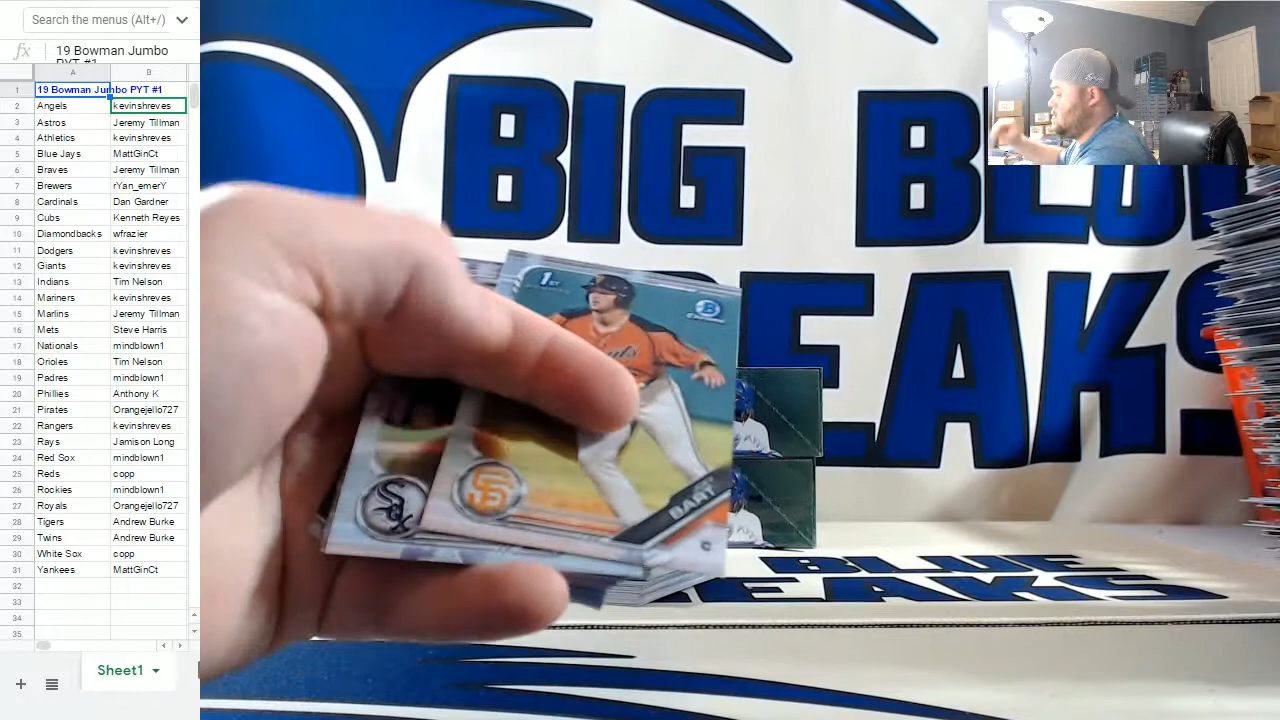 Search the menus (Alt+/)
fx 19 Bowman Jumbo
PYT #1
A B
1 19 Bowman Jumbo PYT #1
2 Angels kevinshreves
3 Astros Jeremy Tillman
4 Athletics kevinshreves
5 Blue Jays MattGinCt
6 Braves Jeremy Tillman
7 Brewers rYan_emerY
8 Cardinals Dan Gardner
9 Cubs Kenneth Reyes
10 Diamondbacks wfrazier
11 Dodgers kevinshreves
12 Giants kevinshreves
13 Indians Tim Nelson
14 Mariners kevinshreves
15 Marlins Jeremy Tillman
16 Mets Steve Harris
17 Nationals mindblown1
18 Orioles Tim Nelson
19 Padres mindblown1
20 Phillies Anthony K
21 Pirates Orangejello727
22 Rangers kevinshreves
23 Rays Jamison Long
24 Red Sox mindblown1
25 Reds copp
26 Rockies mindblown1
27 Royals Orangejello727
28 Tigers Andrew Burke
29 Twins Andrew Burke
30 White Sox copp
31 Yankees MattGinCt
32
33
34
35
Sheet1
BIG BLU
EAKS
1ST
SF
BART
C
SOX
BLUE
EAKS